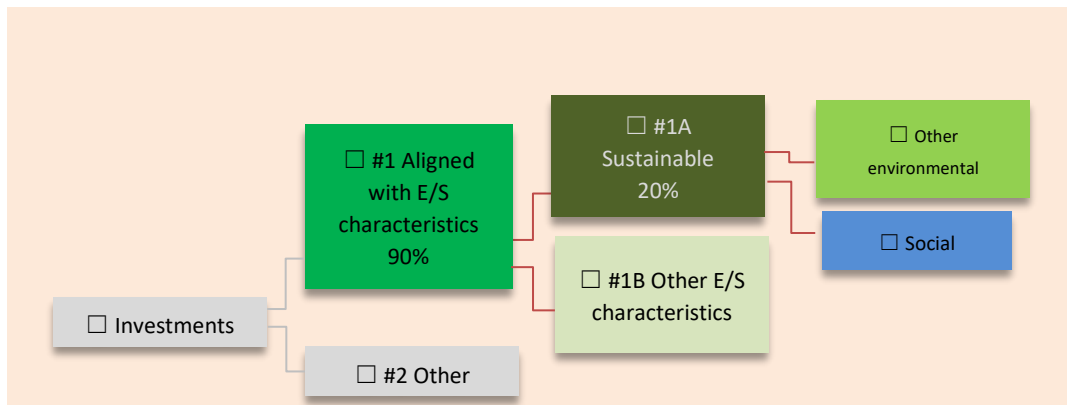 ☐ Investments
☐ #1 Aligned
with E/S
characteristics
90%
☐ #2 Other
☐ #1A
Sustainable
20%
☐ #1B Other E/S
characteristics
☐ Other
environmental
☐ Social